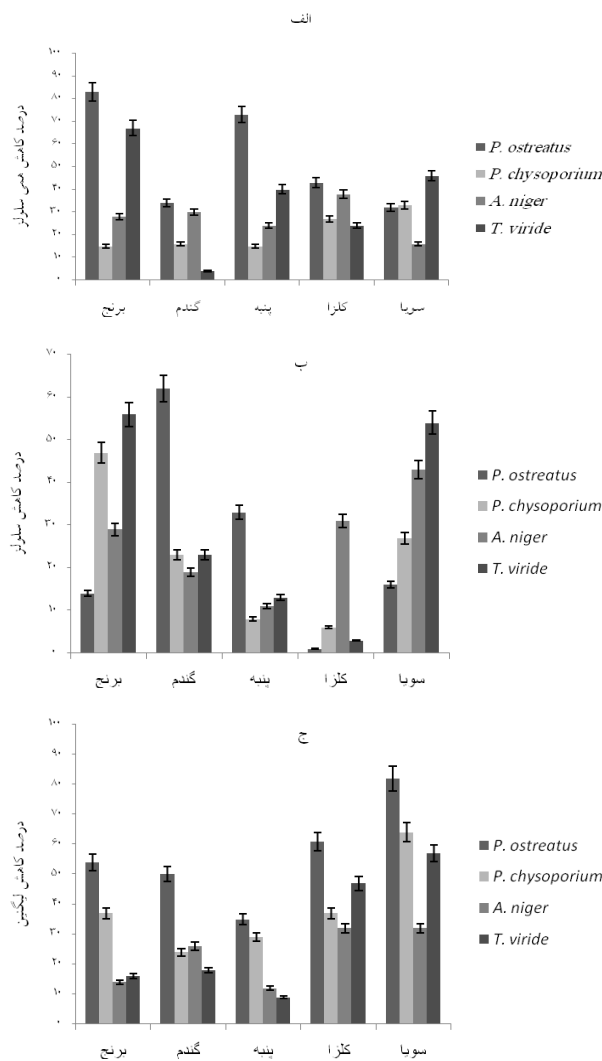 الف
درصد کاهش همی سلولز
۱۰۰
۹۰
۸۰
۷۰
۶۰
۵۰
۴۰
۳۰
۲۰
۱۰
۰
برنج گندم پنبه کلزا سریا
P. ostreatus
P. chysoporium
A. niger
T. viride
ب
درصد کاهش سلولز
۷۰
۶۰
۵۰
۴۰
۳۰
۲۰
۱۰
۰
برنج گندم پنبه کلزا سویا
P. ostreatus
P. chysoporium
A. niger
T. viride
ج
درصد کاهش لیگنین
۱۰۰
۹۰
۸۰
۷۰
۶۰
۵۰
۴۰
۳۰
۲۰
۱۰
۰
برنج گندم پنبه کلزا سویا
P. ostreatus
P. chysoporium
A. niger
T. viride